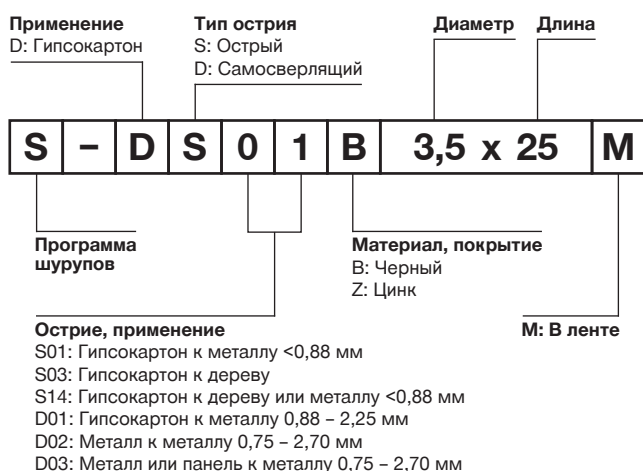 Применение
D: Гипсокартон
Тип острия
S: Острый
D: Самосверлящий
Диаметр
Длина
S – D S 0 1 B 3,5 x 25 M
Программа
шурупов
Материал, покрытие
B: Черный
Z: Цинк
Острие, применение
S01: Гипсокартон к металлу <0,88 мм
S03: Гипсокартон к дереву
S14: Гипсокартон к дереву или металлу <0,88 мм
D01: Гипсокартон к металлу 0,88 – 2,25 мм
D02: Металл к металлу 0,75 – 2,70 мм
D03: Металл или панель к металлу 0,75 – 2,70 мм
M: В ленте